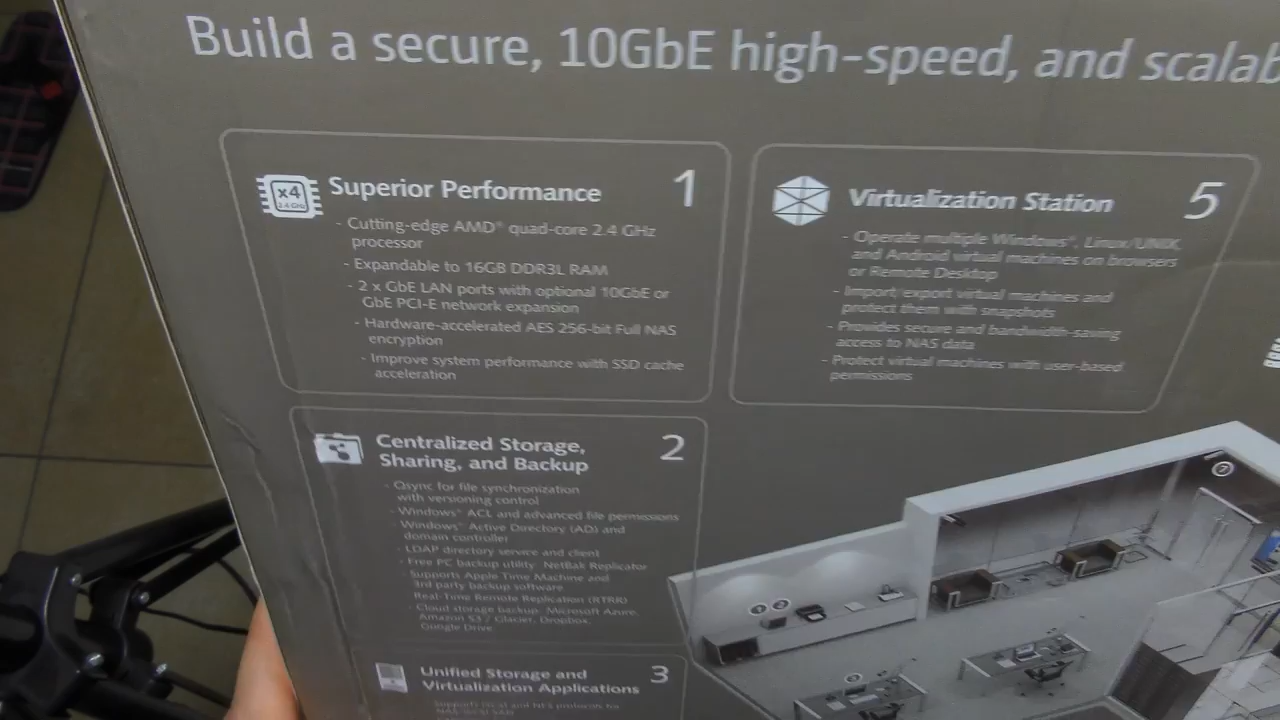 Build a secure, 10GbE high-speed, and scalab
x4
2.4 GHz
Superior Performance
1
- Cutting-edge AMD® quad-core 2.4 GHz
processor
- Expandable to 16GB DDR3L RAM
- 2 x GbE LAN ports with optional 10GbE or
GbE PCI-E network expansion
- Hardware-accelerated AES 256-bit Full NAS
encryption
- Improve system performance with SSD cache
acceleration
Virtualization Station
5
- Operate multiple Windows®, Linux/UNIX,
and Android virtual machines on browsers
or Remote Desktop
- Import/export virtual machines and
protect them with snapshots
- Provides secure and bandwidth-saving
access to NAS data
- Protect virtual machines with user-based
permissions
Centralized Storage,
Sharing, and Backup
2
- Qsync for file synchronization
with versioning control
- Windows® ACL and advanced file permissions
- Windows® Active Directory (AD) and
domain controller
- LDAP directory service and client
- Free PC backup utility NetBak Replicator
- Supports Apple Time Machine and
3rd party backup software
- Real-Time Remote Replication (RTRR)
- Cloud storage backup: Microsoft Azure,
Amazon S3 / Glacier, Dropbox,
Google Drive
Unified Storage and
Virtualization Applications
3
7
1 2